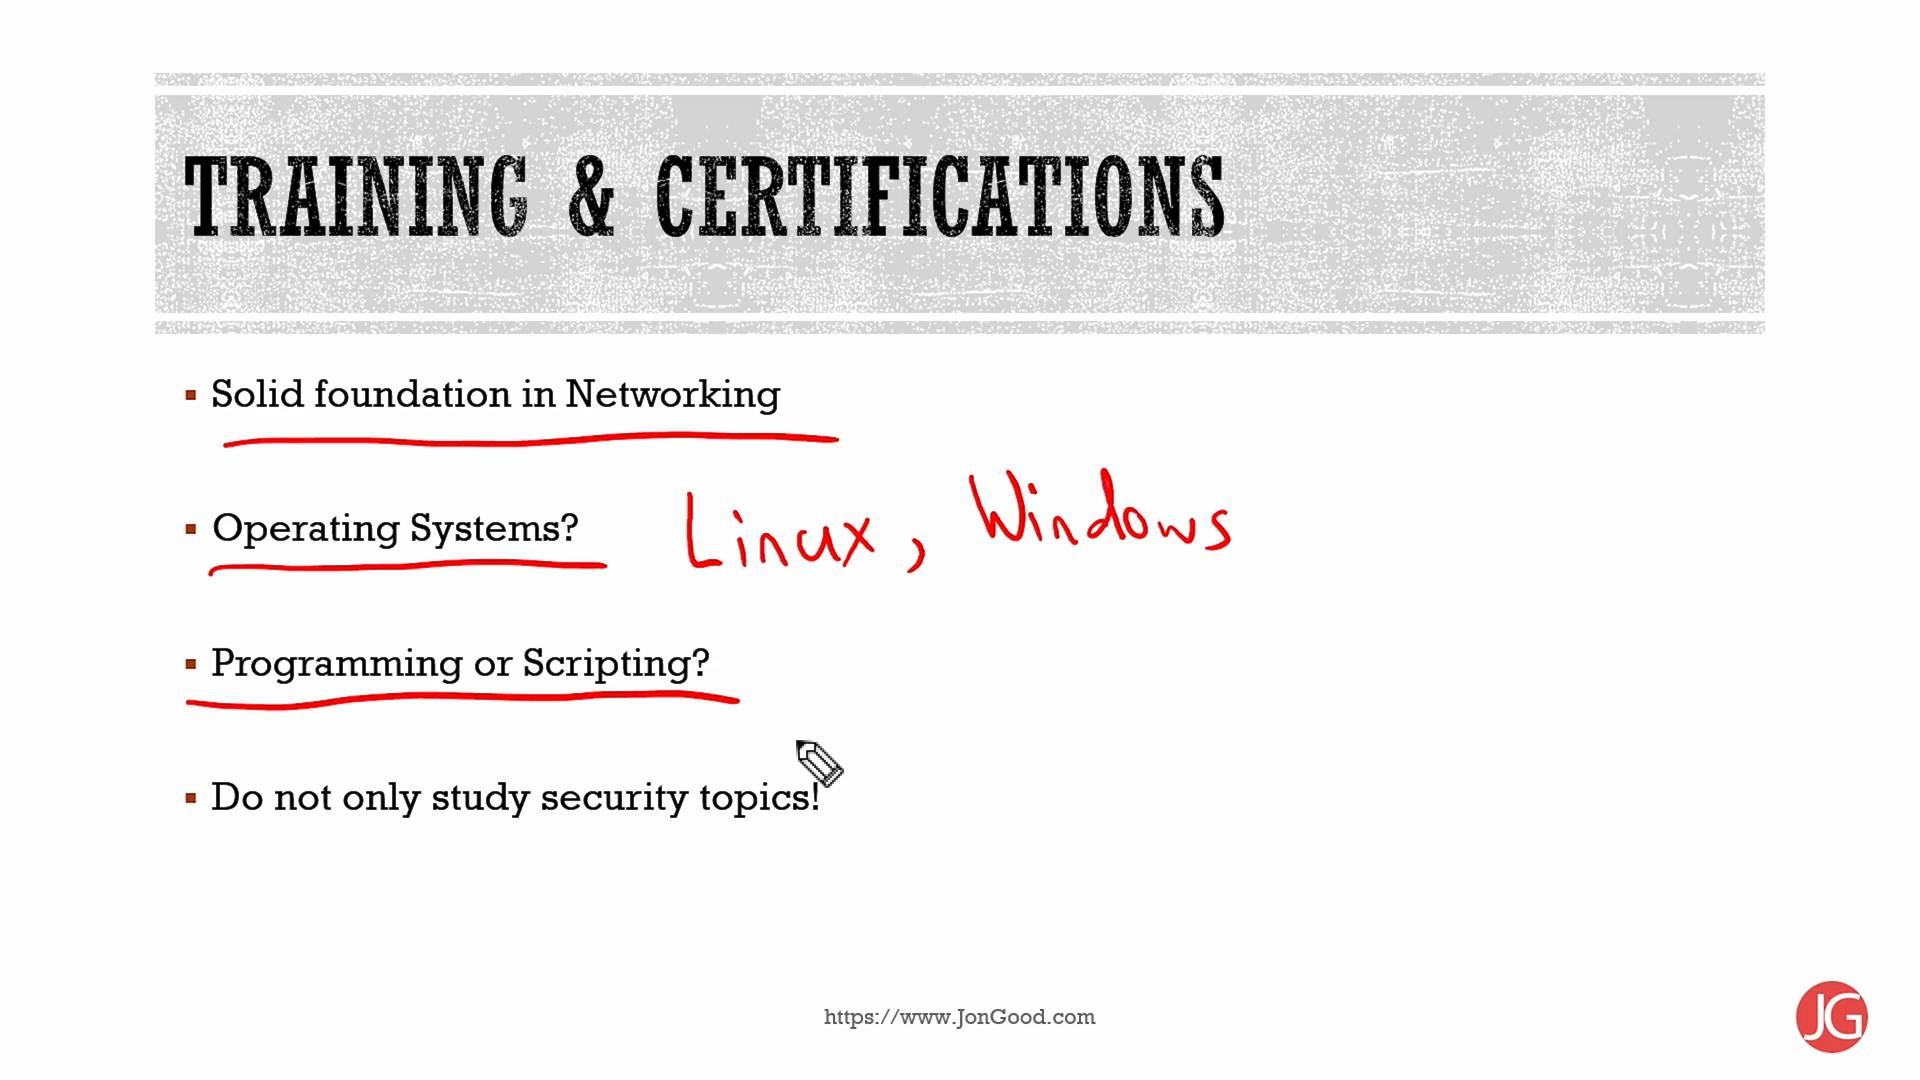 TRAINING & CERTIFICATIONS
Solid foundation in Networking
Operating Systems? Linux, Windows
Programming or Scripting?
Do not only study security topics!
https://www.JonGood.com
JG